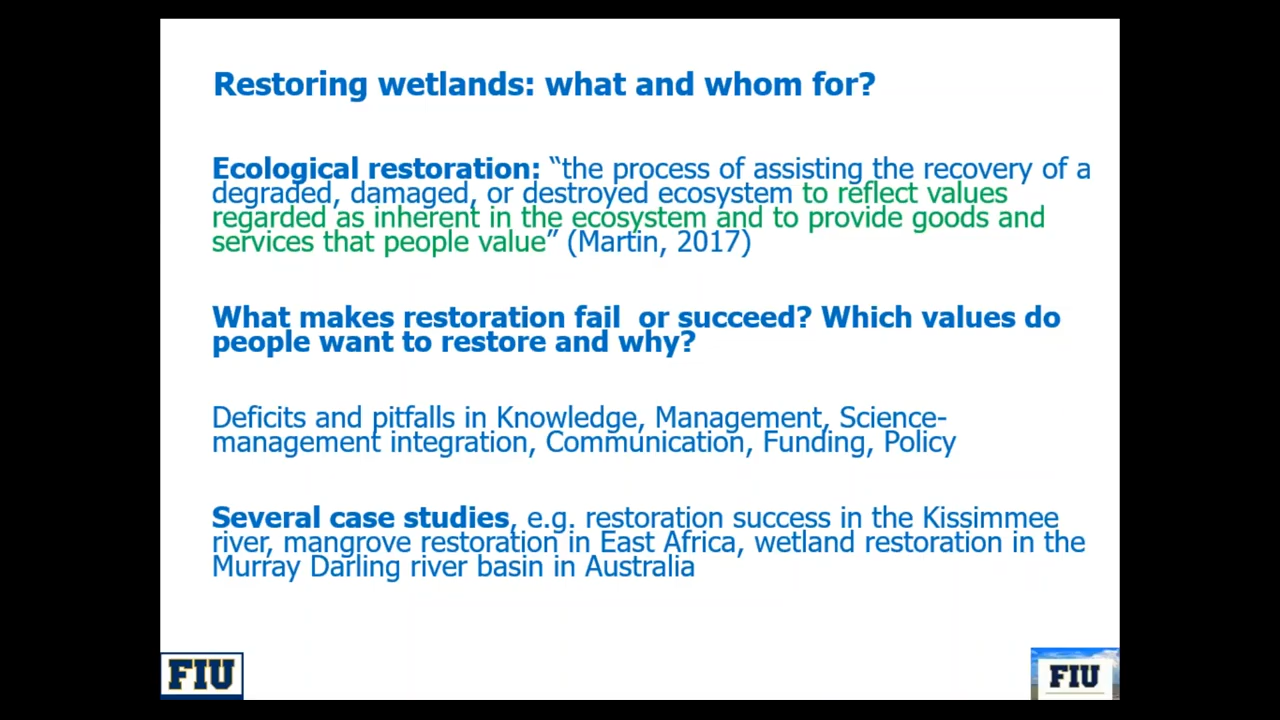 Restoring wetlands: what and whom for?
Ecological restoration: “the process of assisting the recovery of a
degraded, damaged, or destroyed ecosystem to reflect values
regarded as inherent in the ecosystem and to provide goods and
services that people value” (Martin, 2017)
What makes restoration fail  or succeed? Which values do
people want to restore and why?
Deficits and pitfalls in Knowledge, Management, Science-
management integration, Communication, Funding, Policy
Several case studies, e.g. restoration success in the Kissimmee
river, mangrove restoration in East Africa, wetland restoration in the
Murray Darling river basin in Australia
FIU
FIU